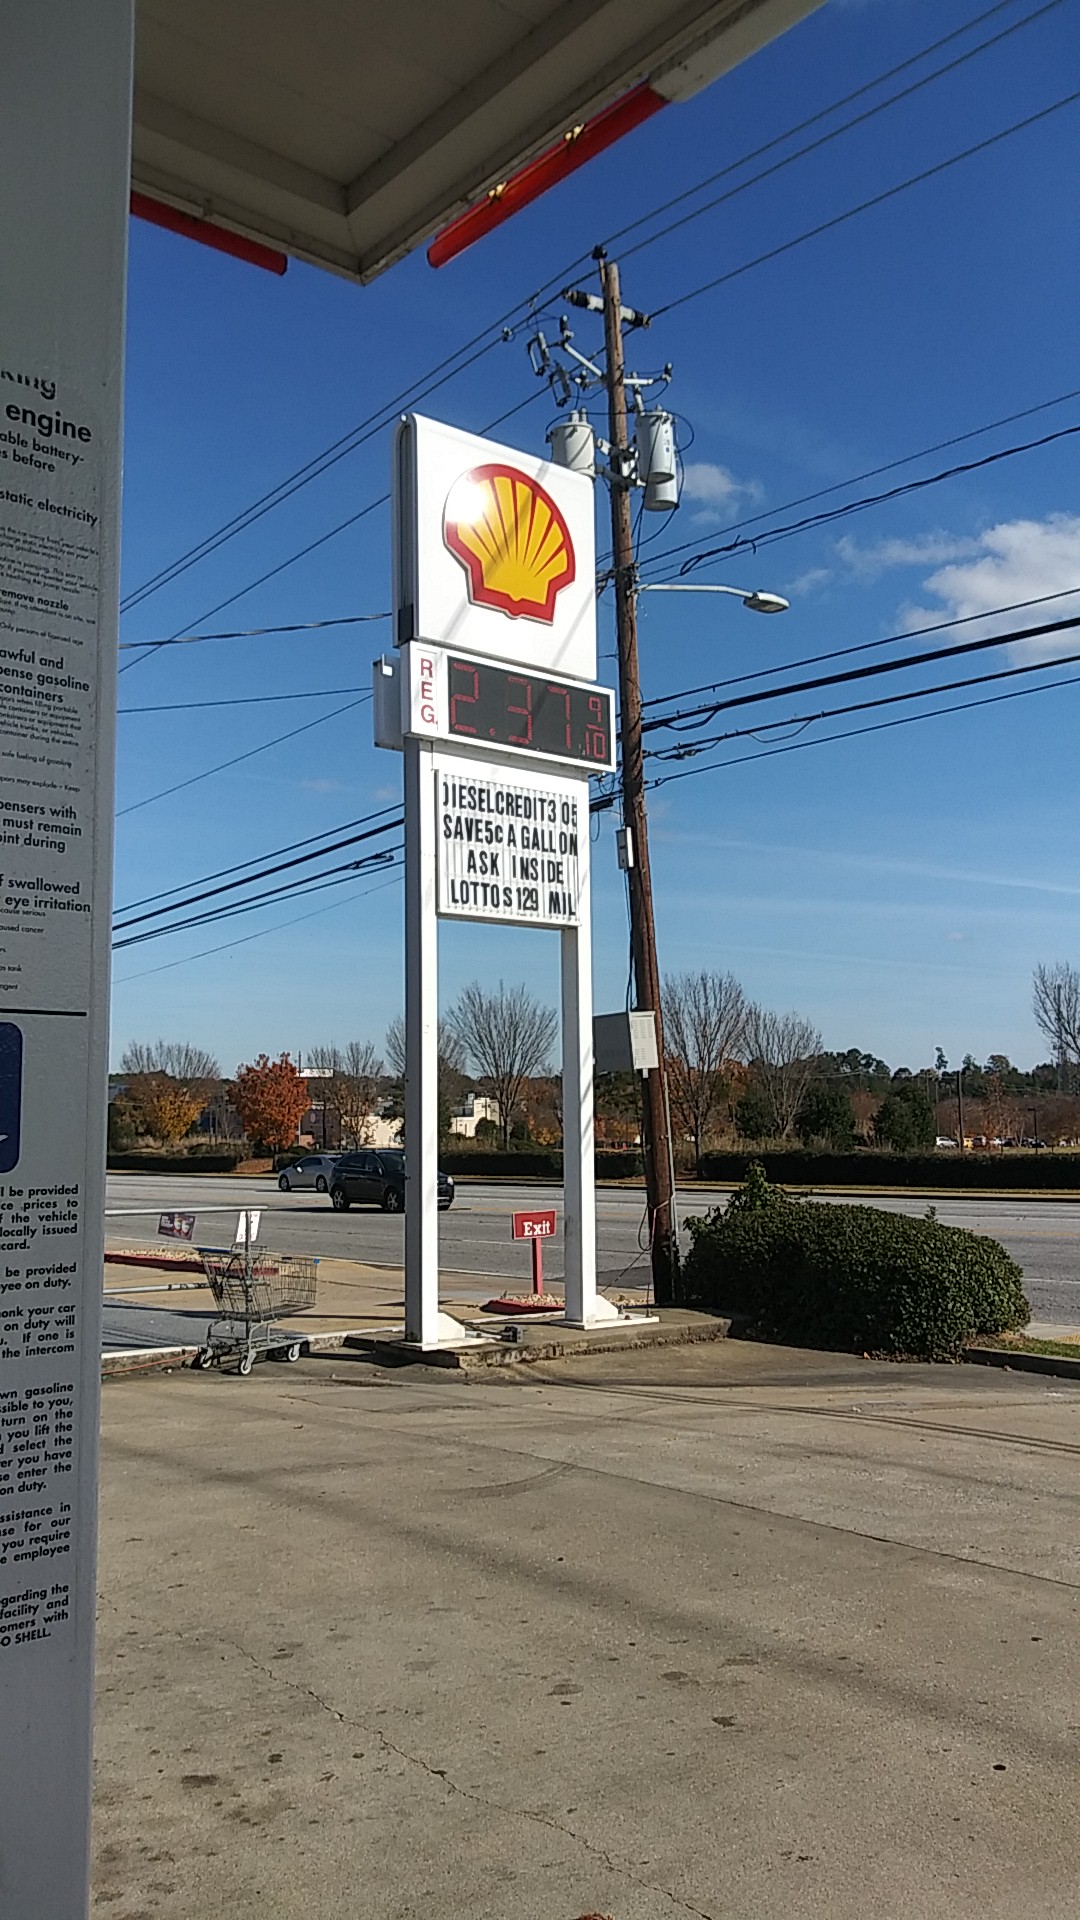 REG.
2.37 9/10
DIESELCREDIT3 05
SAVE5c A GALLON
ASK INSIDE
LOTTO S129 MIL
Exit
engine
able battery-
s before
static electricity
remove nozzle
awful and
pense gasoline
containers
pensers with
must remain
oint during
f swallowed
eye irritation
l be provided
ce prices to
f the vehicle
locally issued
card.
be provided
yee on duty.
onk your car
on duty will
. If one is
the intercom
wn gasoline
ssible to you,
turn on the
you lift the
d select the
er you have
se enter the
on duty.
ssistance in
se for our
you require
e employee
garding the
facility and
omers with
O SHELL.